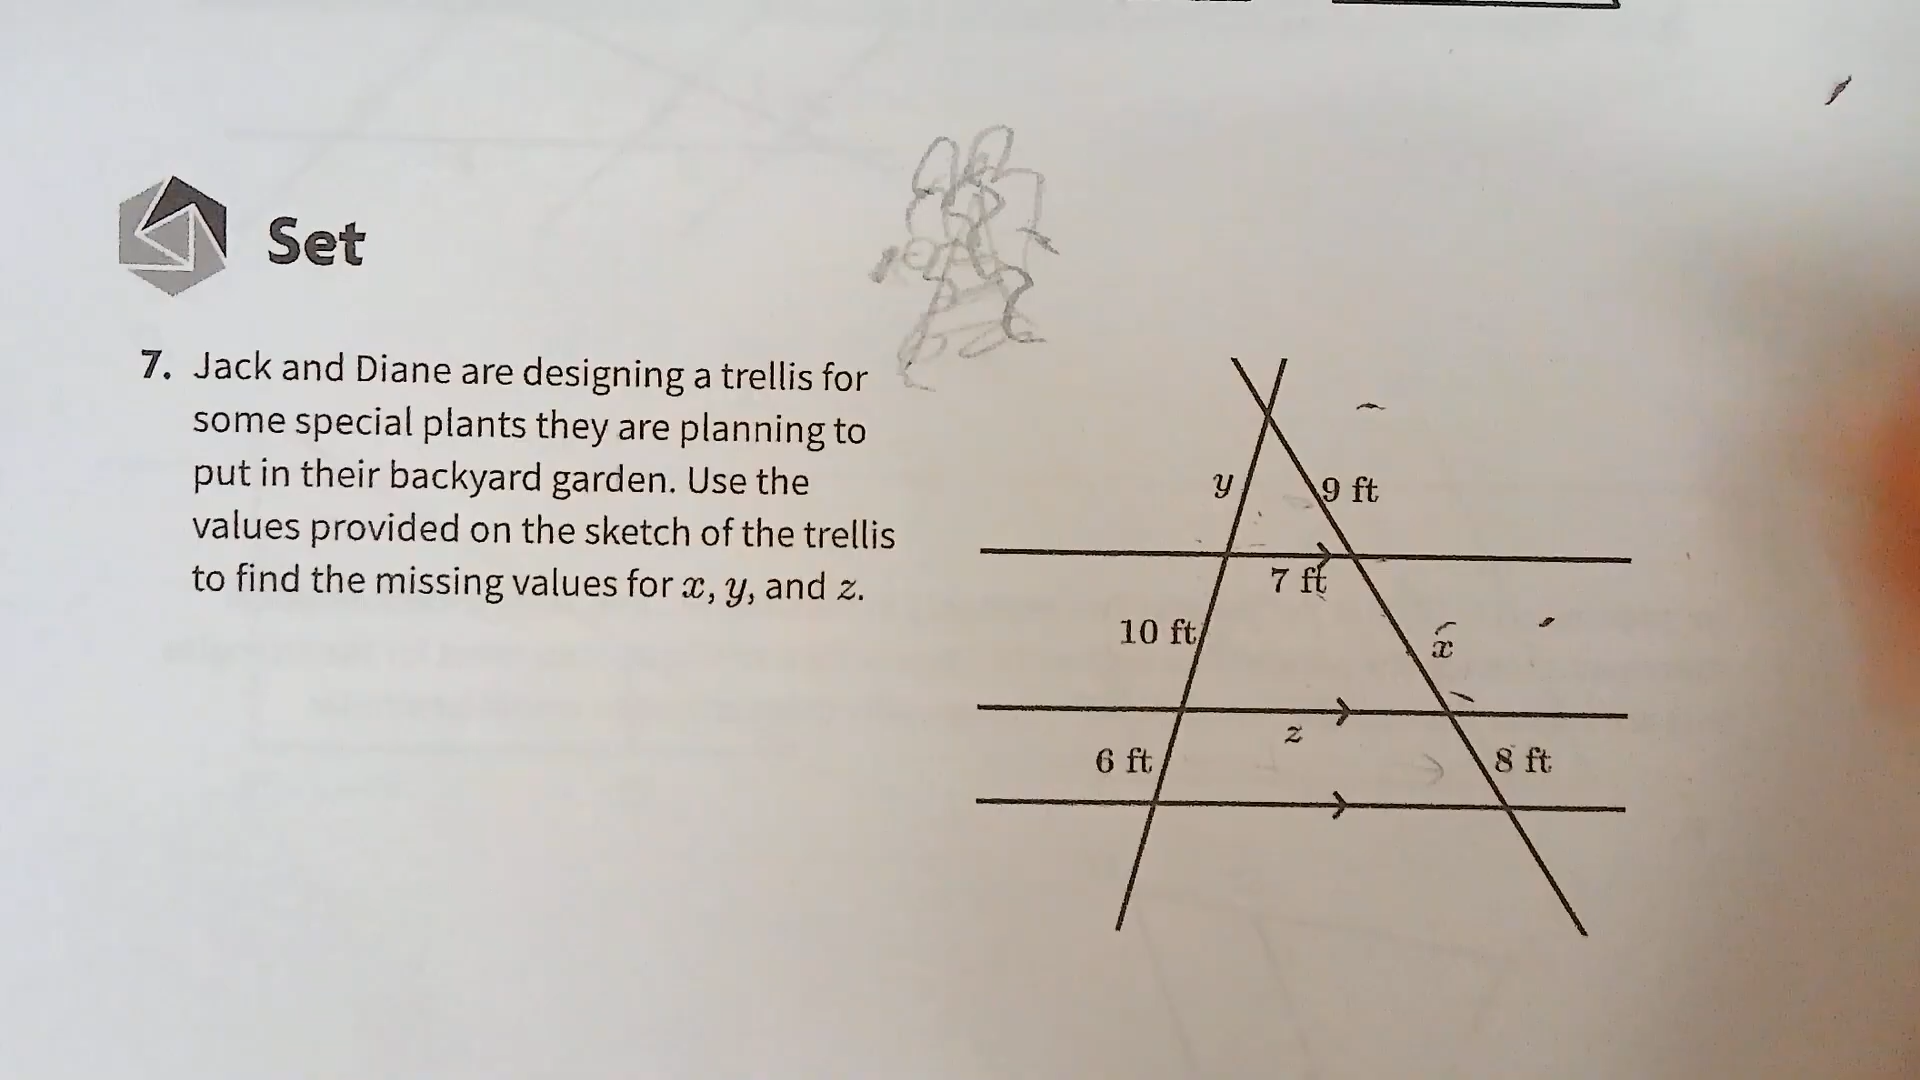 Set
7. Jack and Diane are designing a trellis for
some special plants they are planning to
put in their backyard garden. Use the
values provided on the sketch of the trellis
to find the missing values for x, y, and z.
y
9 ft
7 ft
10 ft
x
z
6 ft
8 ft